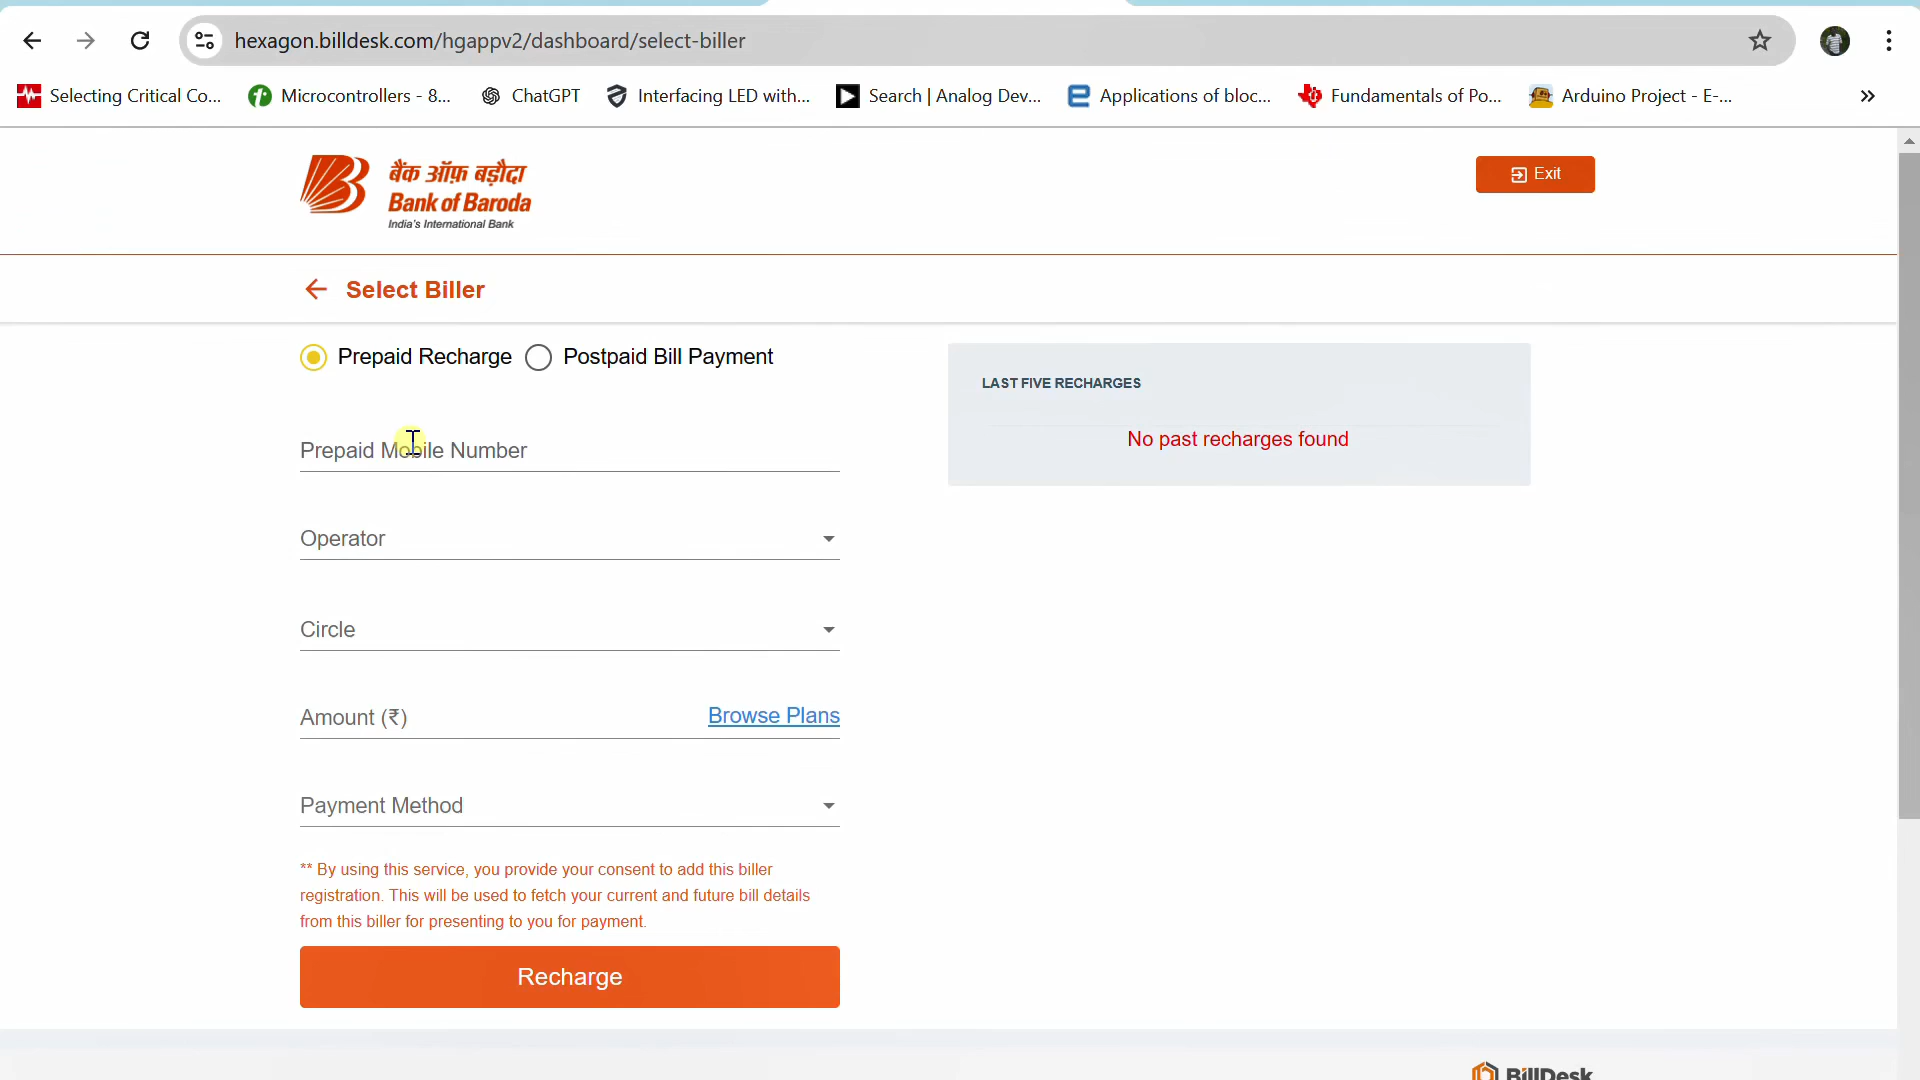 hexagon.billdesk.com/hgappv2/dashboard/select-biller
Selecting Critical Co... Microcontrollers - 8... ChatGPT Interfacing LED with... Search | Analog Dev... Applications of bloc... Fundamentals of Po... Arduino Project - E-...
बैंक ऑफ़ बड़ौदा
Bank of Baroda
India's International Bank
Exit
Select Biller
Prepaid Recharge Postpaid Bill Payment
LAST FIVE RECHARGES
No past recharges found
Prepaid Mobile Number
Operator
Circle
Amount (₹) Browse Plans
Payment Method
** By using this service, you provide your consent to add this biller
registration. This will be used to fetch your current and future bill details
from this biller for presenting to you for payment.
Recharge
BillDesk